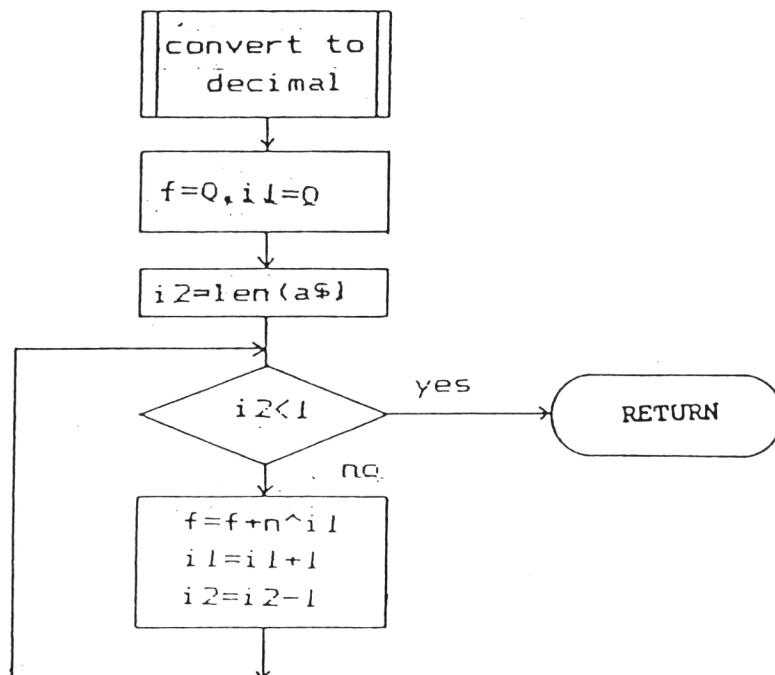 convert to
decimal
f=0,i1=0
i2=len(a$)
i2<1
yes
RETURN
no
f=f+n^i1
i1=i1+1
i2=i2-1